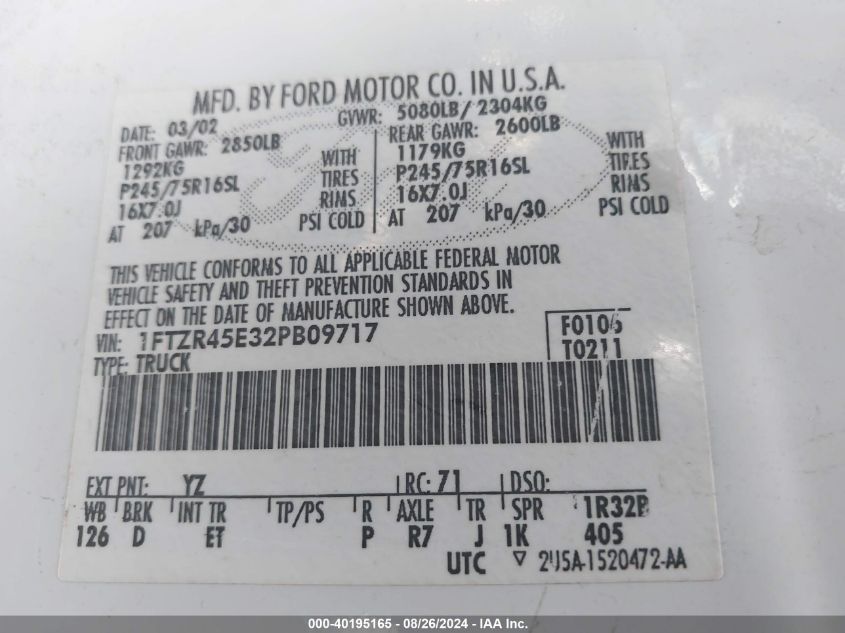 MFD. BY FORD MOTOR CO. IN U.S.A.
DATE: 03/02 GVWR: 5080LB/ 2304KG
FRONT GAWR: 2850LB REAR GAWR: 2600LB
1292KG WITH 1179KG WITH
P245/75R16SL TIRES P245/75R16SL TIRES
16X7.0J RIMS 16X7.0J RIMS
AT 207 kPa/30 PSI COLD AT 207 kPa/30 PSI COLD
THIS VEHICLE CONFORMS TO ALL APPLICABLE FEDERAL MOTOR
VEHICLE SAFETY AND THEFT PREVENTION STANDARDS IN
EFFECT ON THE DATE OF MANUFACTURE SHOWN ABOVE.
VIN: 1FTZR45E32PB09717 F0106
TYPE: TRUCK T0211
EXT PNT: YZ RC: 71 DSO:
WB BRK INT TR TP/PS R AXLE TR SPR 1R32P
126 D ET P R7 J 1K 405
UTC ▽ 2USA-1520472-AA
000-40195165 - 08/26/2024 - IAA Inc.